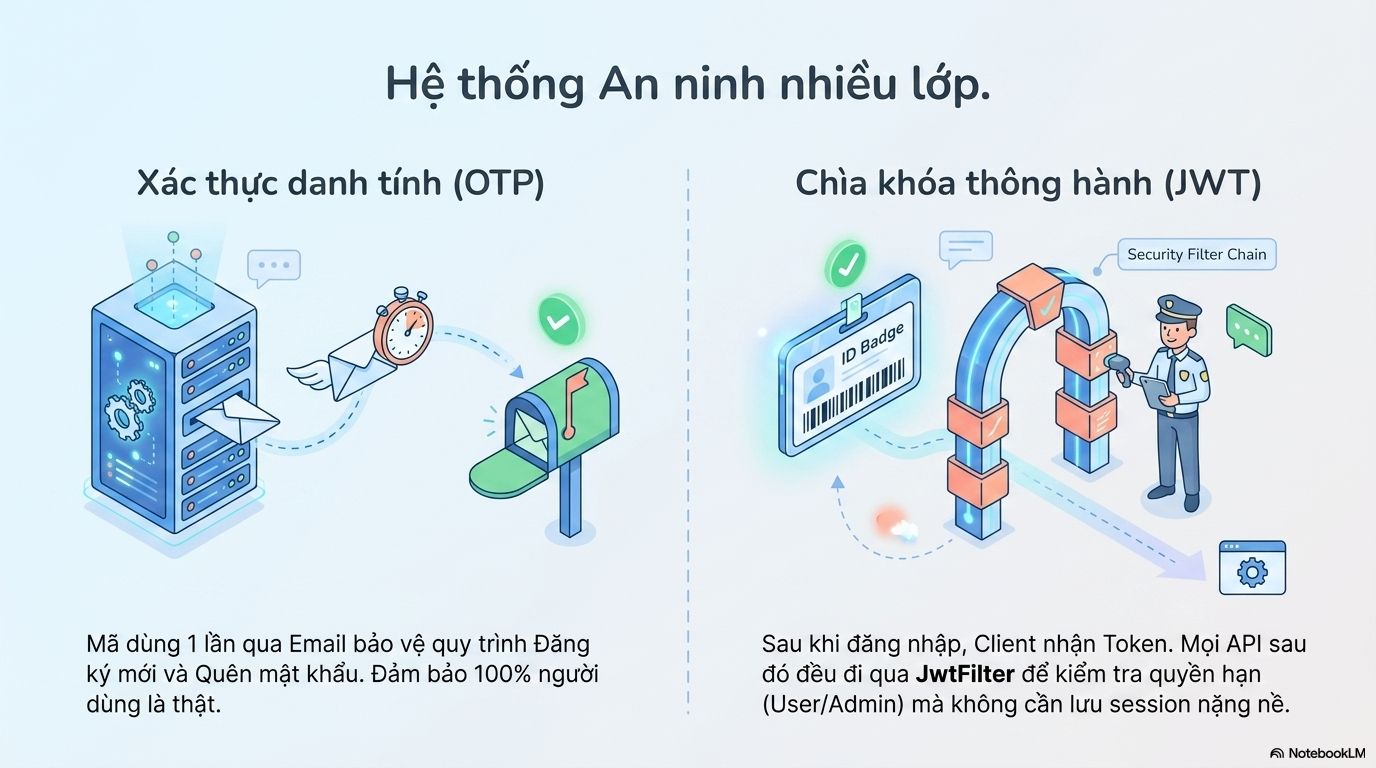 Hệ thống An ninh nhiều lớp.
Xác thực danh tính (OTP)
Mã dùng 1 lần qua Email bảo vệ quy trình Đăng
ký mới và Quên mật khẩu. Đảm bảo 100% người
dùng là thật.
Chìa khóa thông hành (JWT)
Security Filter Chain
ID Badge
Sau khi đăng nhập, Client nhận Token. Mọi API sau
đó đều đi qua JwtFilter để kiểm tra quyền hạn
(User/Admin) mà không cần lưu session nặng nề.
NotebookLM